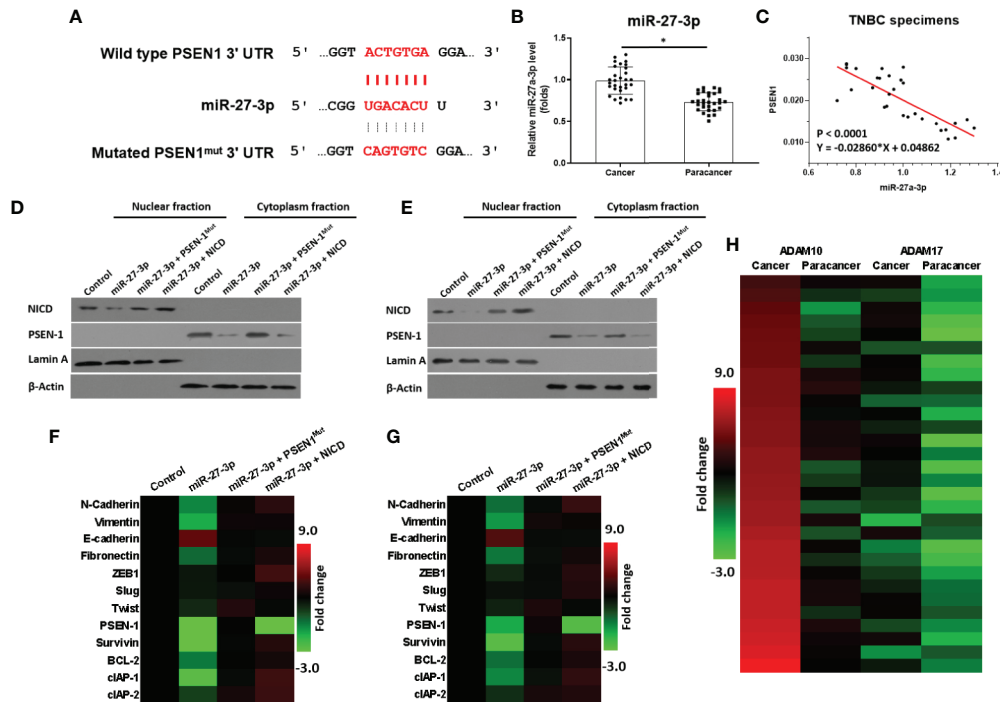 A
Wild type PSEN1 3' UTR 5' ...GGT ACTGTGA GGA... 3'
miR-27-3p 5' ...CGG UGACACU U 3'
Mutated PSEN1mut 3' UTR 5' ...GGT CAGTGTC GGA... 3'
B
miR-27-3p
Relative miR-27a-3p level
(folds)
1.5
1.0
0.5
0.0
*
Cancer Paracancer
C
TNBC specimens
PSEN1
0.030
0.020
0.010
P < 0.0001
Y = -0.02860*X + 0.04862
0.6 0.8 1.0 1.2 1.4
miR-27a-3p
D
Nuclear fraction Cytoplasm fraction
Control miR-27-3p miR-27-3p + PSEN-1Mut miR-27-3p + NICD Control miR-27-3p miR-27-3p + PSEN-1Mut miR-27-3p + NICD
NICD
PSEN-1
Lamin A
β-Actin
E
Nuclear fraction Cytoplasm fraction
Control miR-27-3p miR-27-3p + PSEN-1Mut miR-27-3p + NICD Control miR-27-3p miR-27-3p + PSEN-1Mut miR-27-3p + NICD
NICD
PSEN-1
Lamin A
β-Actin
F
Control miR-27-3p miR-27-3p + PSEN1Mut miR-27-3p + NICD
N-Cadherin
Vimentin
E-cadherin
Fibronectin
ZEB1
Slug
Twist
PSEN-1
Survivin
BCL-2
cIAP-1
cIAP-2
9.0
Fold change
-3.0
G
Control miR-27-3p miR-27-3p + PSEN1Mut miR-27-3p + NICD
N-Cadherin
Vimentin
E-cadherin
Fibronectin
ZEB1
Slug
Twist
PSEN-1
Survivin
BCL-2
cIAP-1
cIAP-2
9.0
Fold change
-3.0
H
ADAM10 ADAM17
Cancer Paracancer Cancer Paracancer
9.0
Fold change
-3.0